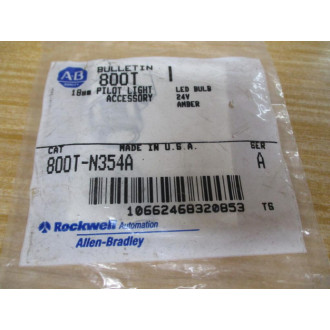 AB
BULLETIN
800T
18mm PILOT LIGHT
ACCESSORY
LED BULB
24V
AMBER
CAT
MADE IN U.S.A.
SER
800T-N354A
A
10662468320853
TS
Rockwell Automation
Allen-Bradley